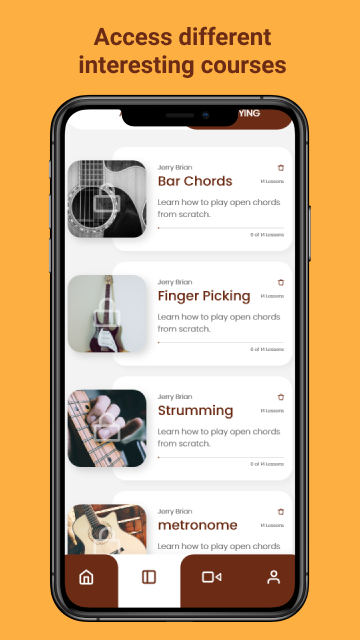 Access different
interesting courses
YING
Jerry Brian
Bar Chords
14 Lessons
Learn how to play open chords
from scratch.
0 of 14 Lessons
Jerry Brian
Finger Picking
14 Lessons
Learn how to play open chords
from scratch.
0 of 14 Lessons
Jerry Brian
Strumming
14 Lessons
Learn how to play open chords
from scratch.
0 of 14 Lessons
Jerry Brian
metronome
14 Lessons
Learn how to play open chords